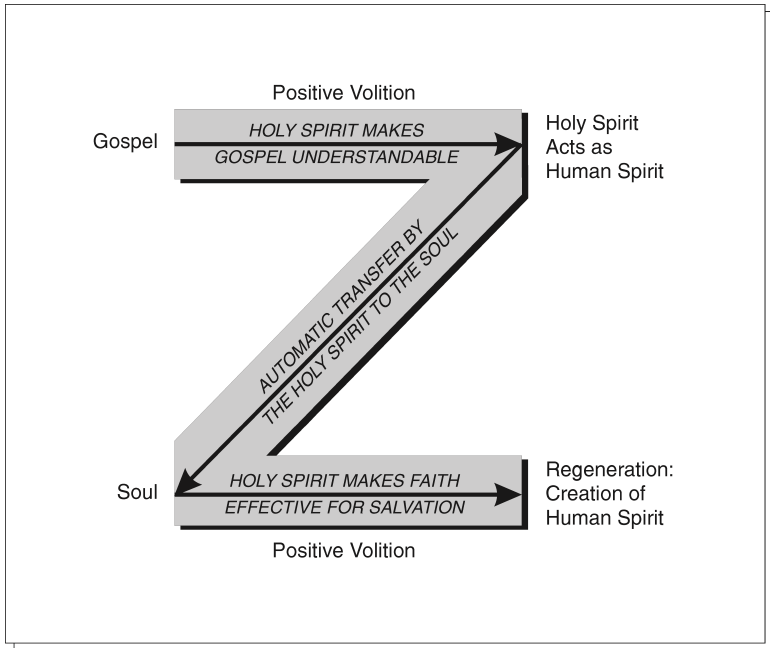 Positive Volition
Gospel
HOLY SPIRIT MAKES
GOSPEL UNDERSTANDABLE
Holy Spirit
Acts as
Human Spirit
AUTOMATIC TRANSFER BY
THE HOLY SPIRIT TO THE SOUL
Soul
HOLY SPIRIT MAKES FAITH
EFFECTIVE FOR SALVATION
Regeneration:
Creation of
Human Spirit
Positive Volition